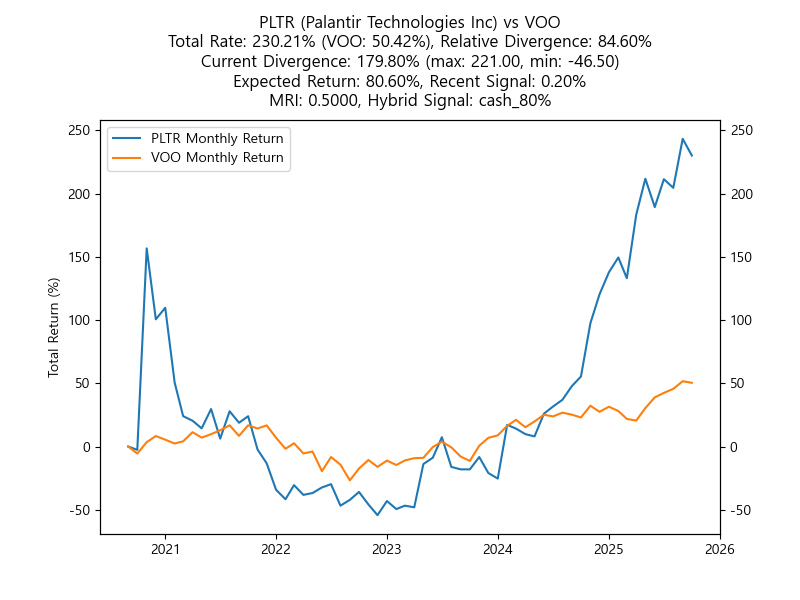 PLTR (Palantir Technologies Inc) vs VOO
Total Rate: 230.21% (VOO: 50.42%), Relative Divergence: 84.60%
Current Divergence: 179.80% (max: 221.00, min: -46.50)
Expected Return: 80.60%, Recent Signal: 0.20%
MRI: 0.5000, Hybrid Signal: cash_80%
PLTR Monthly Return
VOO Monthly Return
Total Return (%)
250
200
150
100
50
0
-50
250
200
150
100
50
0
-50
2021
2022
2023
2024
2025
2026